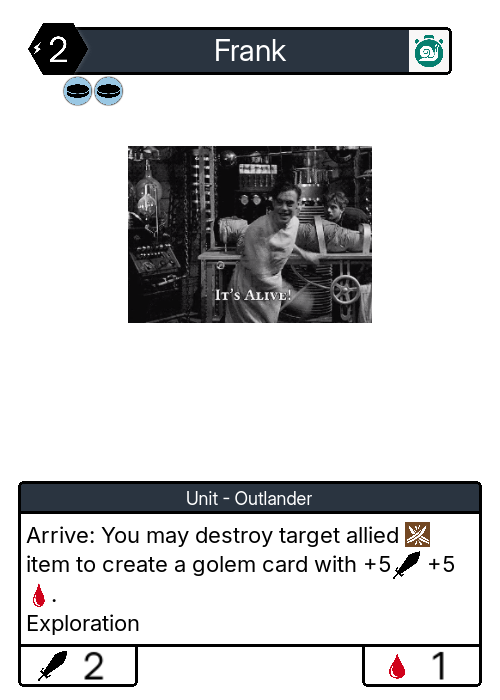 2
Frank
It's Alive!
Unit - Outlander
Arrive: You may destroy target allied
item to create a golem card with +5 +5
.
Exploration
2
1